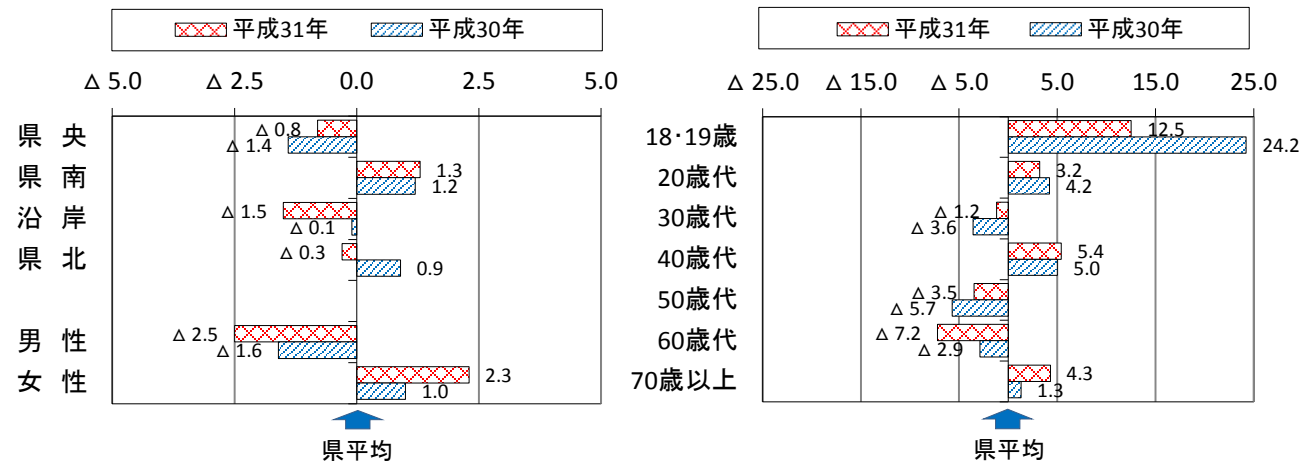 平成31年 平成30年
△ 5.0 △ 2.5 0.0 2.5 5.0
県 央 △ 0.8
△ 1.4
県 南 1.3
1.2
沿 岸 △ 1.5
△ 0.1
県 北 △ 0.3
0.9
男 性 △ 2.5
△ 1.6
女 性 2.3
1.0
県平均
平成31年 平成30年
△ 25.0 △ 15.0 △ 5.0 5.0 15.0 25.0
18･19歳 12.5
24.2
20歳代 3.2
4.2
30歳代 △ 1.2
△ 3.6
40歳代 5.4
5.0
50歳代 △ 3.5
△ 5.7
60歳代 △ 7.2
△ 2.9
70歳以上 4.3
1.3
県平均